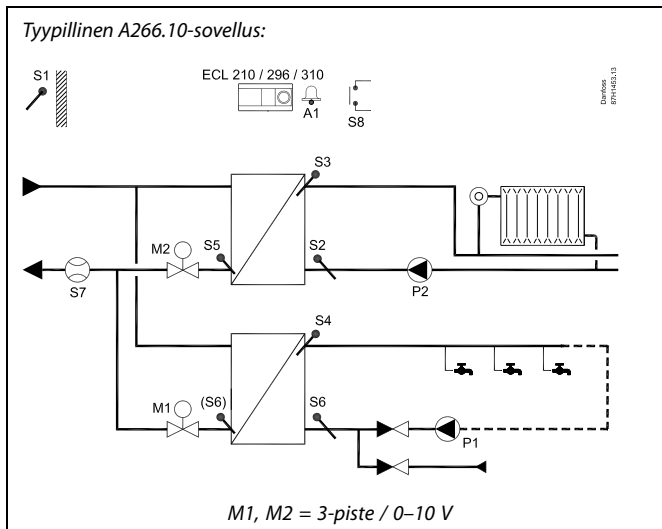 Tyypillinen A266.10-sovellus:
S1
ECL 210 / 296 / 310
A1
S8
Danfoss
87H1453.13
S3
M2
S5
S2
S7
P2
S4
M1
(S6)
S6
P1
M1, M2 = 3-piste / 0–10 V